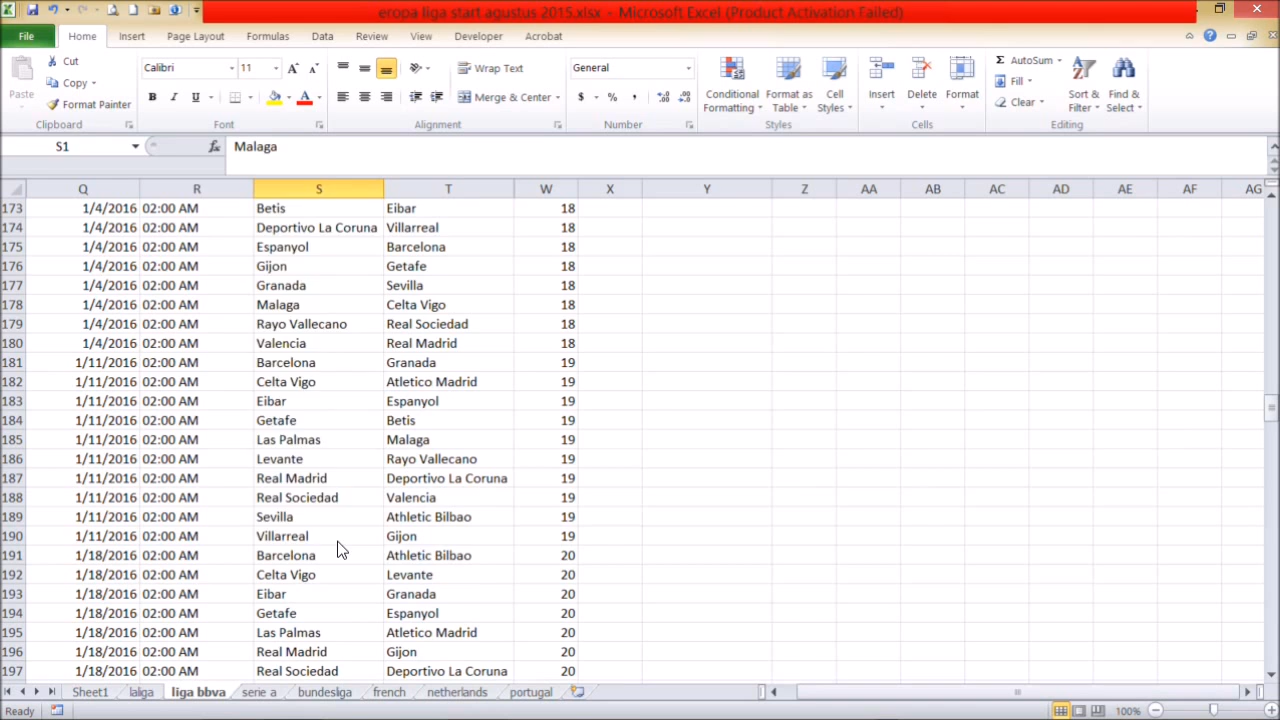 eropa liga start agustus 2015.xlsx - Microsoft Excel (Product Activation Failed)
File Home Insert Page Layout Formulas Data Review View Developer Acrobat
Paste
Cut
Copy
Format Painter
Clipboard
Calibri 11
B I U
Font
Wrap Text
Merge & Center
Alignment
General
$ % ,
Number
Conditional Formatting
Format as Table
Cell Styles
Styles
Insert Delete Format
Cells
AutoSum
Fill
Clear
Sort & Filter
Find & Select
Editing
S1 fx Malaga
Q R S T W X Y Z AA AB AC AD AE AF AG
173 1/4/2016 02:00 AM Betis Eibar 18
174 1/4/2016 02:00 AM Deportivo La Coruna Villarreal 18
175 1/4/2016 02:00 AM Espanyol Barcelona 18
176 1/4/2016 02:00 AM Gijon Getafe 18
177 1/4/2016 02:00 AM Granada Sevilla 18
178 1/4/2016 02:00 AM Malaga Celta Vigo 18
179 1/4/2016 02:00 AM Rayo Vallecano Real Sociedad 18
180 1/4/2016 02:00 AM Valencia Real Madrid 18
181 1/11/2016 02:00 AM Barcelona Granada 19
182 1/11/2016 02:00 AM Celta Vigo Atletico Madrid 19
183 1/11/2016 02:00 AM Eibar Espanyol 19
184 1/11/2016 02:00 AM Getafe Betis 19
185 1/11/2016 02:00 AM Las Palmas Malaga 19
186 1/11/2016 02:00 AM Levante Rayo Vallecano 19
187 1/11/2016 02:00 AM Real Madrid Deportivo La Coruna 19
188 1/11/2016 02:00 AM Real Sociedad Valencia 19
189 1/11/2016 02:00 AM Sevilla Athletic Bilbao 19
190 1/11/2016 02:00 AM Villarreal Gijon 19
191 1/18/2016 02:00 AM Barcelona Athletic Bilbao 20
192 1/18/2016 02:00 AM Celta Vigo Levante 20
193 1/18/2016 02:00 AM Eibar Granada 20
194 1/18/2016 02:00 AM Getafe Espanyol 20
195 1/18/2016 02:00 AM Las Palmas Atletico Madrid 20
196 1/18/2016 02:00 AM Real Madrid Gijon 20
197 1/18/2016 02:00 AM Real Sociedad Deportivo La Coruna 20
Sheet1 lalga liga bbva serie a bundesliga french netherlands portugal
Ready 100%